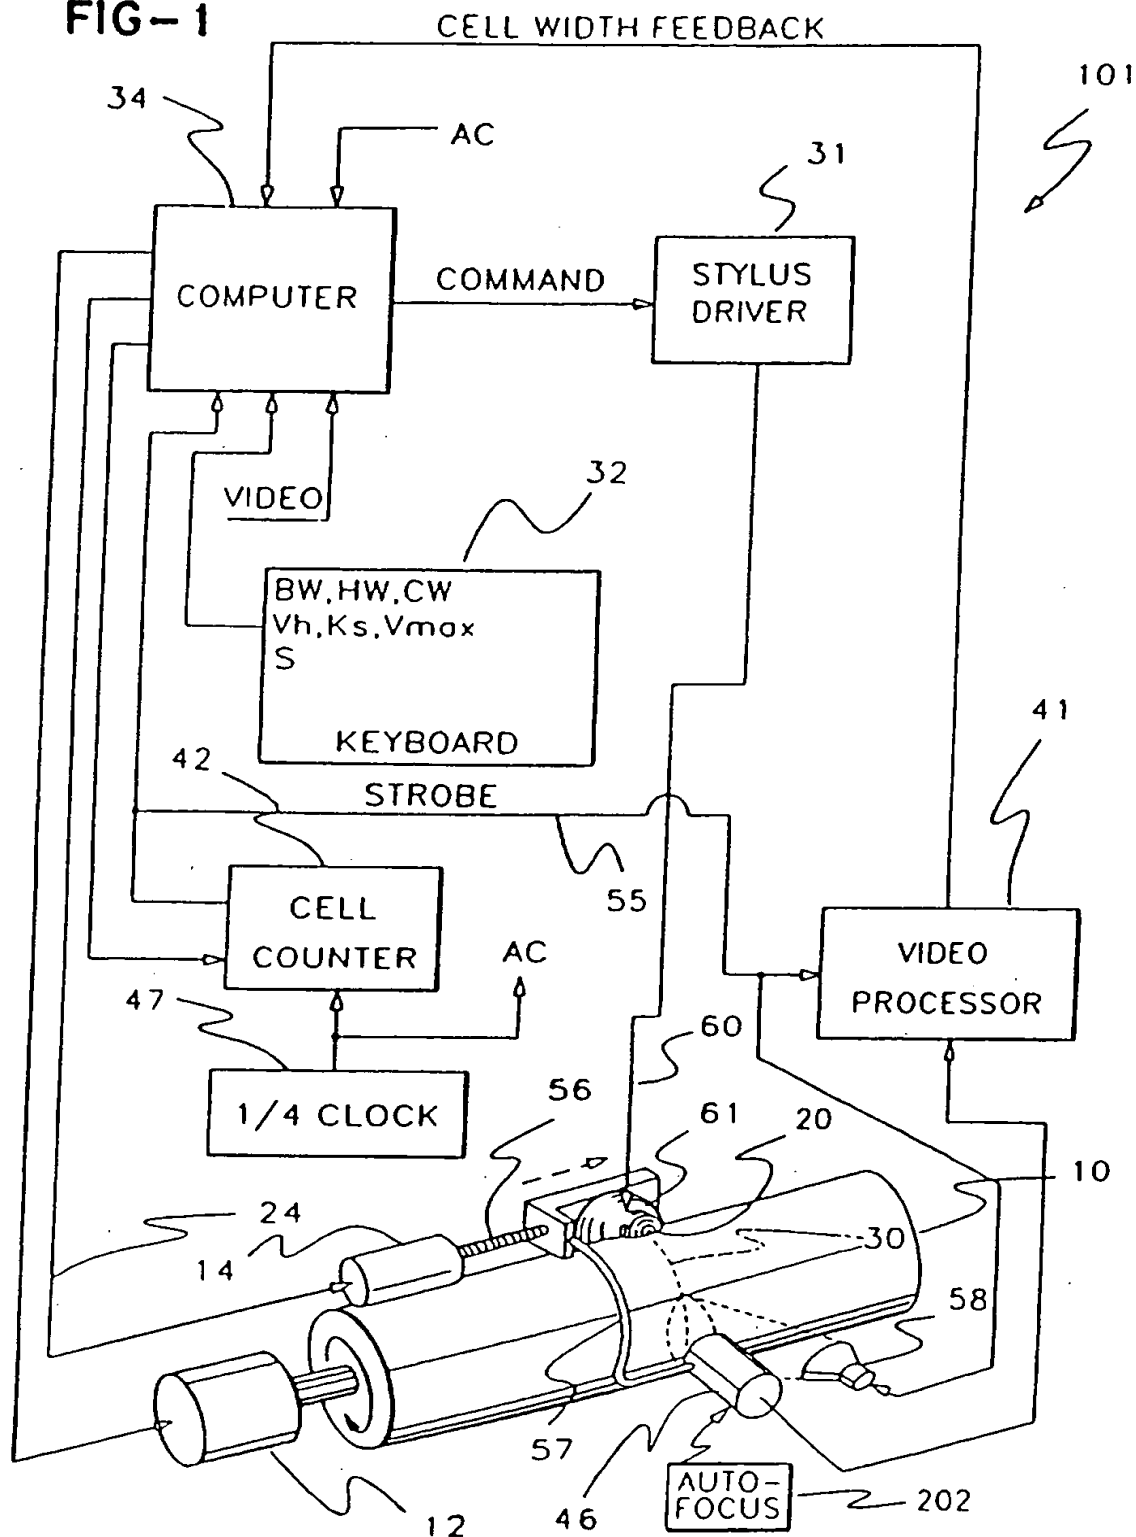 FIG-1
CELL WIDTH FEEDBACK
101
34
AC
31
COMPUTER
COMMAND
STYLUS
DRIVER
VIDEO
32
BW,HW,CW
Vh,Ks,Vmax
S
KEYBOARD
41
42
STROBE
55
CELL
COUNTER
AC
VIDEO
PROCESSOR
47
60
1/4 CLOCK
56
61
20
10
24
14
30
58
57
46
AUTO-
FOCUS
202
12